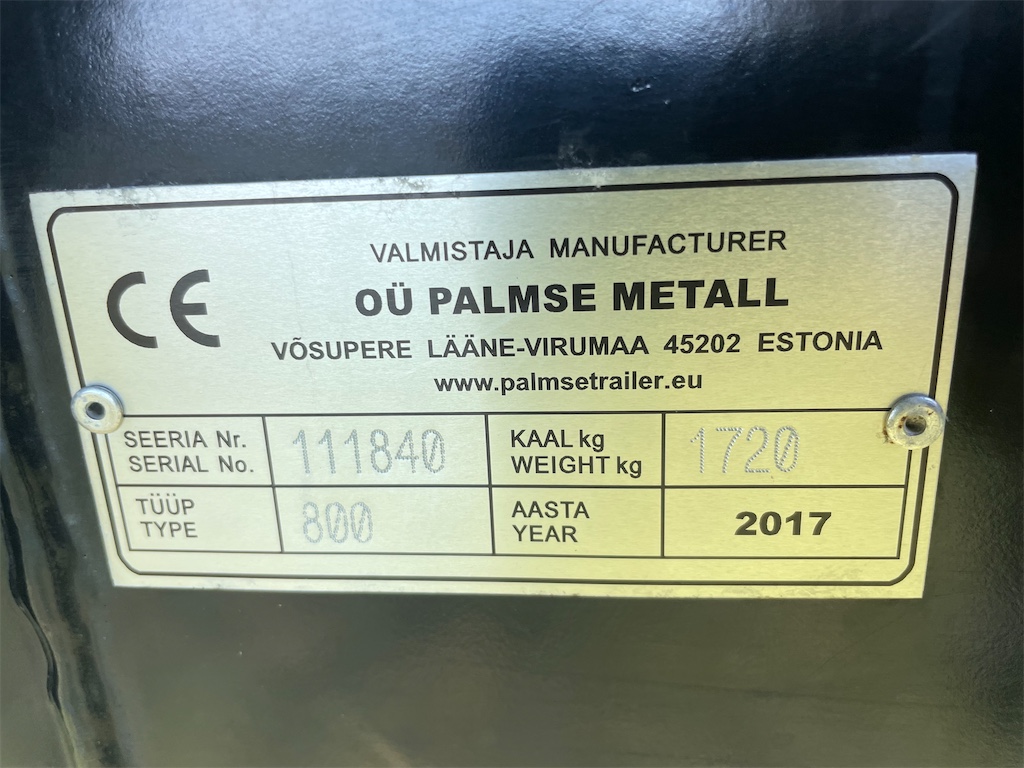 CE
VALMISTAJA MANUFACTURER
OÜ PALMSE METALL
VÕSUPERE LÄÄNE-VIRUMAA 45202 ESTONIA
www.palmsetrailer.eu
SEERIA Nr.
SERIAL No.
111840
KAAL kg
WEIGHT kg
1720
TÜÜP
TYPE
800
AASTA
YEAR
2017